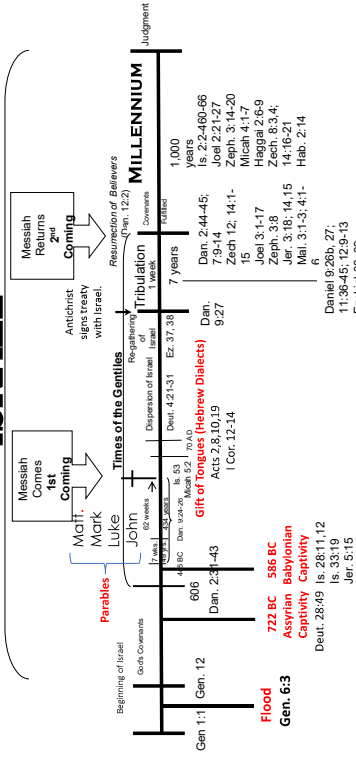 Messiah
Comes
1st
Coming
Messiah
Returns
2nd
Coming
Matt.
Mark
Luke
John
Parables
Antichrist
signs treaty
with Israel.
Times of the Gentiles
Resurrection of Believers
(Dan. 12:2)
Beginning of Israel
God's Covenants
Gen 1:1
Gen. 12
Flood
Gen. 6:3
722 BC
Assyrian
Captivity
Deut. 28:49
586 BC
Babylonian
Captivity
Is. 28:11,12
Is. 33:19
Jer. 5:15
606
Dan. 2:31-43
7 wks.
49 yrs.
62 weeks
434 years
445 BC
Dan. 9:24-26
Is. 53
Micah 5:2
70 AD
Gift of Tongues (Hebrew Dialects)
Acts 2,8,10,19
I Cor. 12-14
Dispersion of Israel
Deut. 4:21-31
Re-gathering
of
Israel
Ez. 37, 38
Dan.
9:27
Tribulation
1 week
7 years
Covenants
Fulfilled
MILLENNIUM
Judgment
Dan. 2:44-45;
7:9-14
Zech 12; 14:1-
15
Joel 3:1-17
Zeph. 3:8
Jer. 3:18; 14,15
Mal. 3:1-3; 4:1-
6
Daniel 9:26b, 27;
11:36-45; 12:9-13
1,000
years
Is. 2:2-460-66
Joel 2:21-27
Zeph. 3:14-20
Micah 4:1-7
Haggai 2:6-9
Zech. 8:3,4;
14:16-21
Hab. 2:14